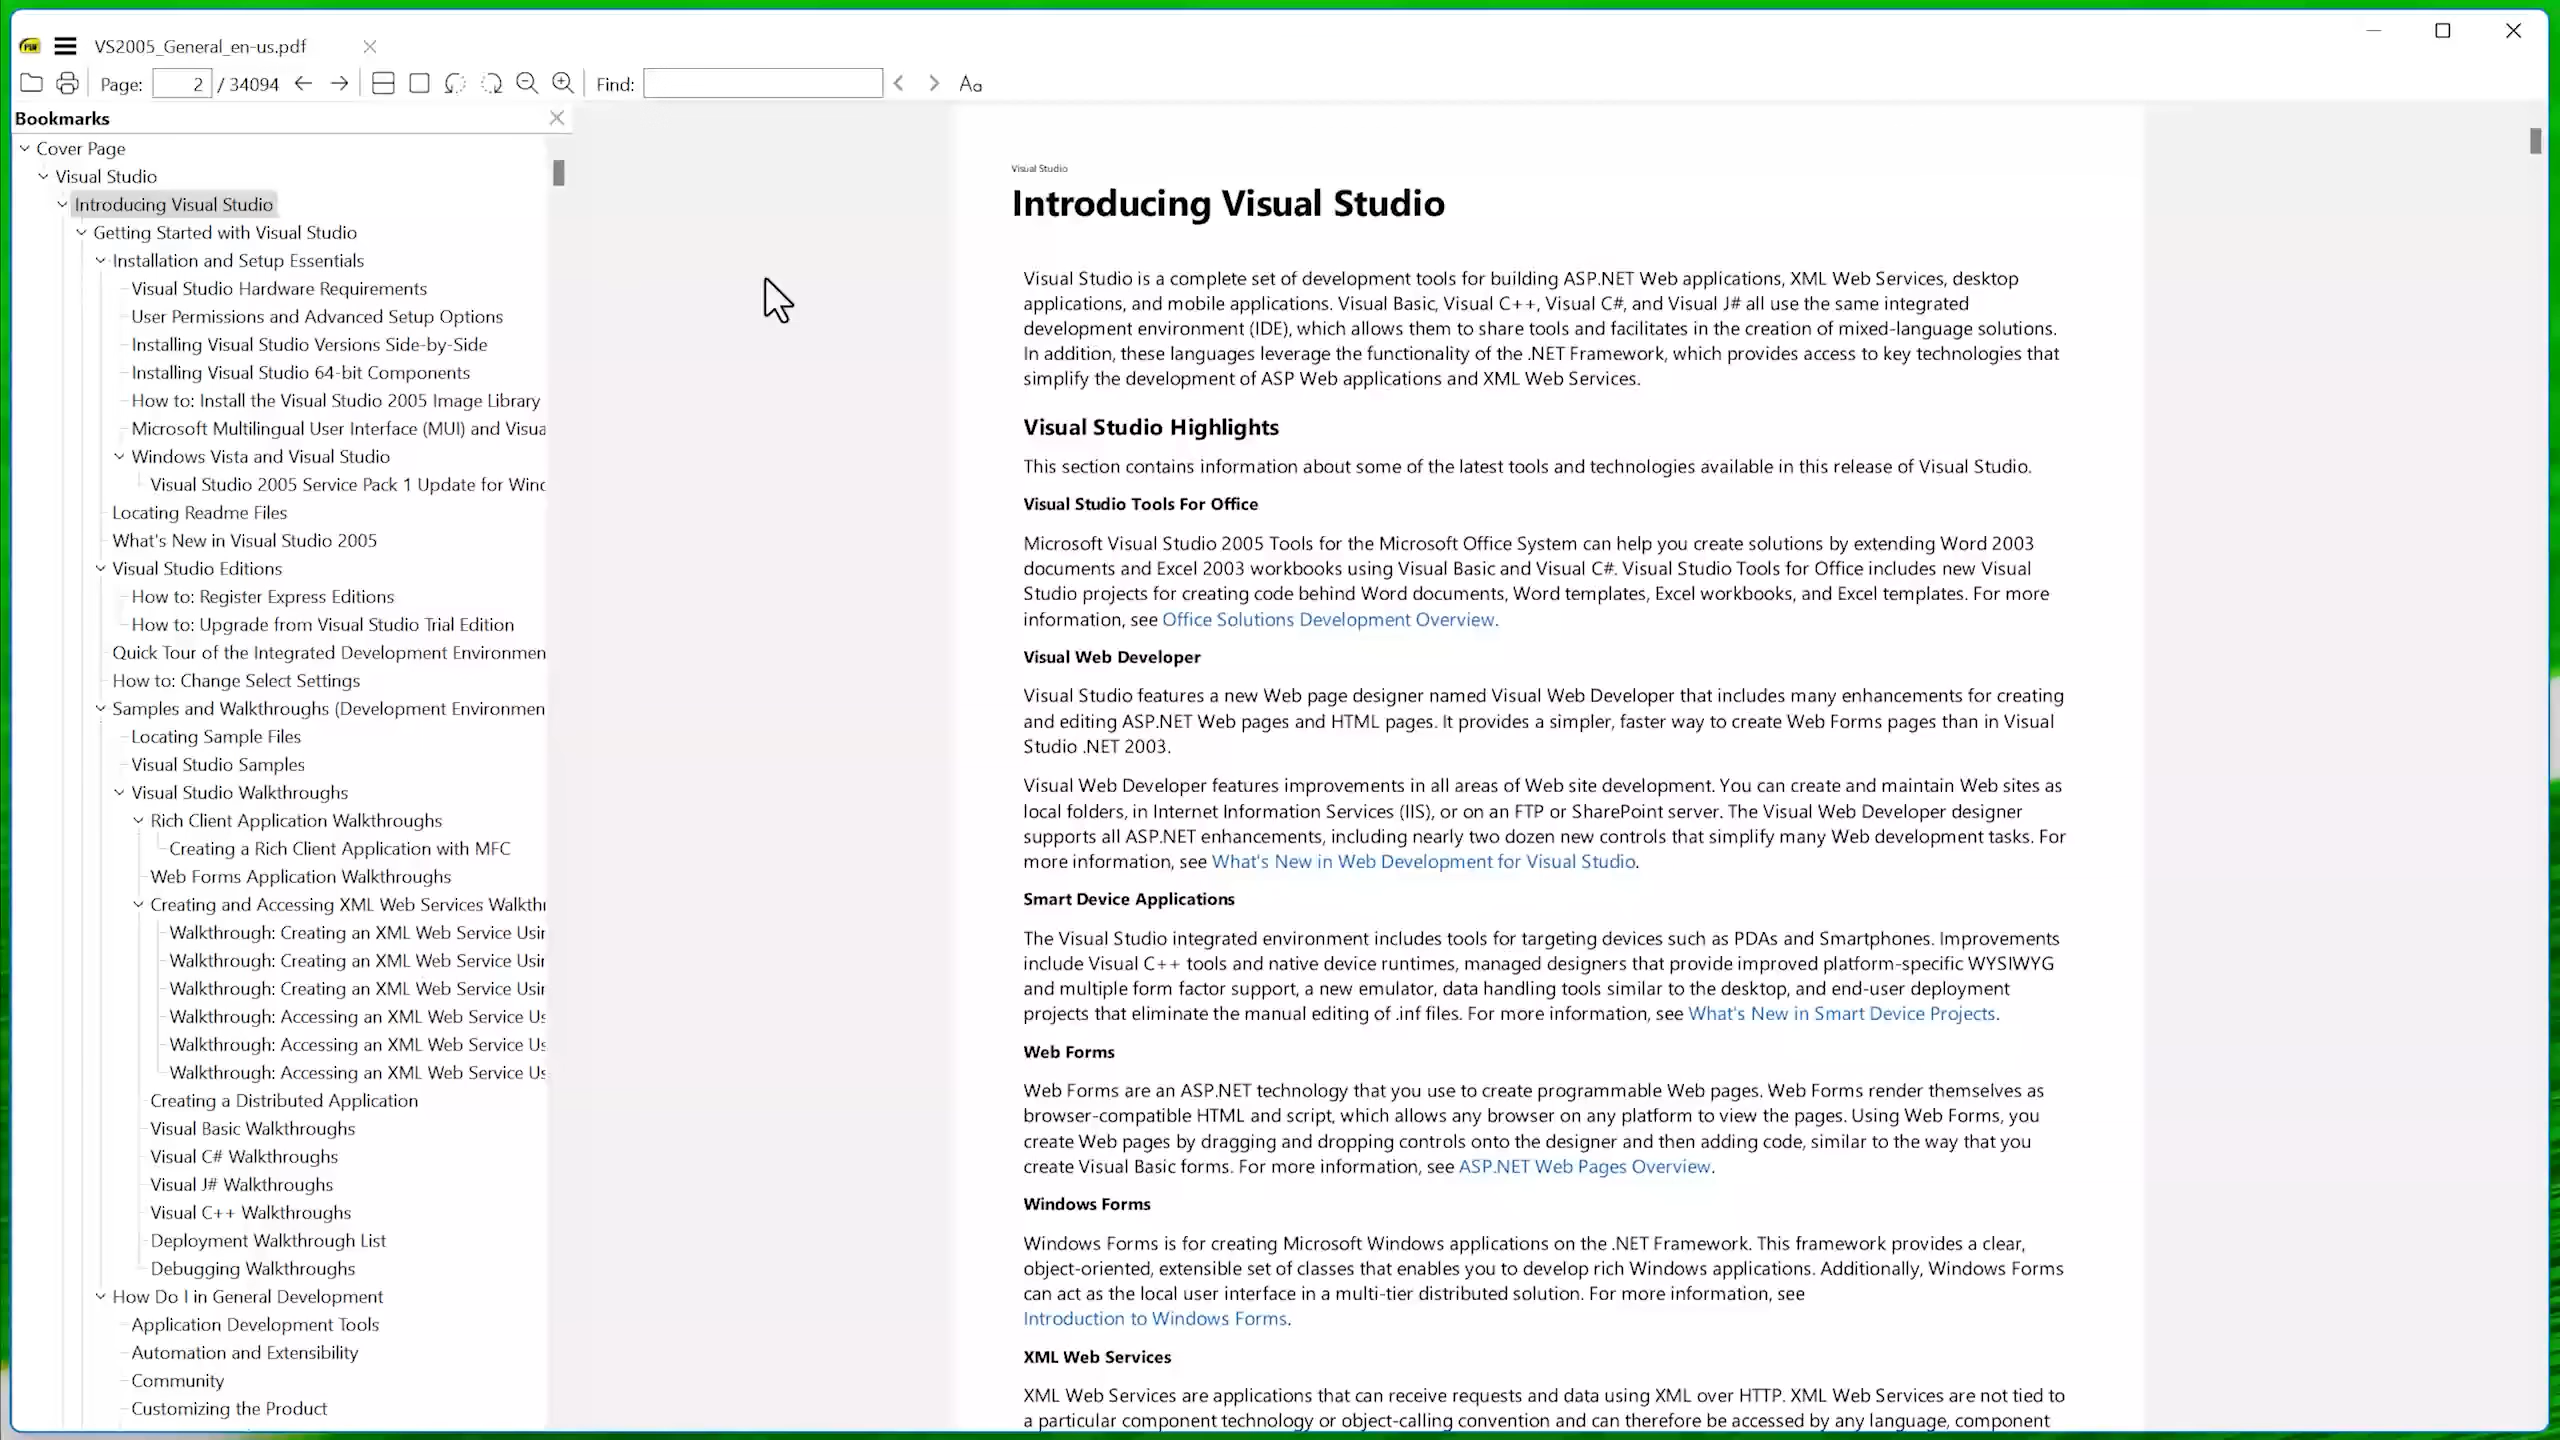 VS2005_General_en-us.pdf
Page: 2 / 34094 Find: Aa
Bookmarks
Cover Page
Visual Studio
Introducing Visual Studio
Getting Started with Visual Studio
Installation and Setup Essentials
Visual Studio Hardware Requirements
User Permissions and Advanced Setup Options
Installing Visual Studio Versions Side-by-Side
Installing Visual Studio 64-bit Components
How to: Install the Visual Studio 2005 Image Library
Microsoft Multilingual User Interface (MUI) and Visua
Windows Vista and Visual Studio
Visual Studio 2005 Service Pack 1 Update for Winc
Locating Readme Files
What's New in Visual Studio 2005
Visual Studio Editions
How to: Register Express Editions
How to: Upgrade from Visual Studio Trial Edition
Quick Tour of the Integrated Development Environmen
How to: Change Select Settings
Samples and Walkthroughs (Development Environmen
Locating Sample Files
Visual Studio Samples
Visual Studio Walkthroughs
Rich Client Application Walkthroughs
Creating a Rich Client Application with MFC
Web Forms Application Walkthroughs
Creating and Accessing XML Web Services Walkthr
Walkthrough: Creating an XML Web Service Usin
Walkthrough: Creating an XML Web Service Usin
Walkthrough: Creating an XML Web Service Usin
Walkthrough: Accessing an XML Web Service Us
Walkthrough: Accessing an XML Web Service Us
Walkthrough: Accessing an XML Web Service Us
Creating a Distributed Application
Visual Basic Walkthroughs
Visual C# Walkthroughs
Visual J# Walkthroughs
Visual C++ Walkthroughs
Deployment Walkthrough List
Debugging Walkthroughs
How Do I in General Development
Application Development Tools
Automation and Extensibility
Community
Customizing the Product
Visual Studio
Introducing Visual Studio
Visual Studio is a complete set of development tools for building ASP.NET Web applications, XML Web Services, desktop
applications, and mobile applications. Visual Basic, Visual C++, Visual C#, and Visual J# all use the same integrated
development environment (IDE), which allows them to share tools and facilitates in the creation of mixed-language solutions.
In addition, these languages leverage the functionality of the .NET Framework, which provides access to key technologies that
simplify the development of ASP Web applications and XML Web Services.
Visual Studio Highlights
This section contains information about some of the latest tools and technologies available in this release of Visual Studio.
Visual Studio Tools For Office
Microsoft Visual Studio 2005 Tools for the Microsoft Office System can help you create solutions by extending Word 2003
documents and Excel 2003 workbooks using Visual Basic and Visual C#. Visual Studio Tools for Office includes new Visual
Studio projects for creating code behind Word documents, Word templates, Excel workbooks, and Excel templates. For more
information, see Office Solutions Development Overview.
Visual Web Developer
Visual Studio features a new Web page designer named Visual Web Developer that includes many enhancements for creating
and editing ASP.NET Web pages and HTML pages. It provides a simpler, faster way to create Web Forms pages than in Visual
Studio .NET 2003.
Visual Web Developer features improvements in all areas of Web site development. You can create and maintain Web sites as
local folders, in Internet Information Services (IIS), or on an FTP or SharePoint server. The Visual Web Developer designer
supports all ASP.NET enhancements, including nearly two dozen new controls that simplify many Web development tasks. For
more information, see What's New in Web Development for Visual Studio.
Smart Device Applications
The Visual Studio integrated environment includes tools for targeting devices such as PDAs and Smartphones. Improvements
include Visual C++ tools and native device runtimes, managed designers that provide improved platform-specific WYSIWYG
and multiple form factor support, a new emulator, data handling tools similar to the desktop, and end-user deployment
projects that eliminate the manual editing of .inf files. For more information, see What's New in Smart Device Projects.
Web Forms
Web Forms are an ASP.NET technology that you use to create programmable Web pages. Web Forms render themselves as
browser-compatible HTML and script, which allows any browser on any platform to view the pages. Using Web Forms, you
create Web pages by dragging and dropping controls onto the designer and then adding code, similar to the way that you
create Visual Basic forms. For more information, see ASP.NET Web Pages Overview.
Windows Forms
Windows Forms is for creating Microsoft Windows applications on the .NET Framework. This framework provides a clear,
object-oriented, extensible set of classes that enables you to develop rich Windows applications. Additionally, Windows Forms
can act as the local user interface in a multi-tier distributed solution. For more information, see
Introduction to Windows Forms.
XML Web Services
XML Web Services are applications that can receive requests and data using XML over HTTP. XML Web Services are not tied to
a particular component technology or object-calling convention and can therefore be accessed by any language, component